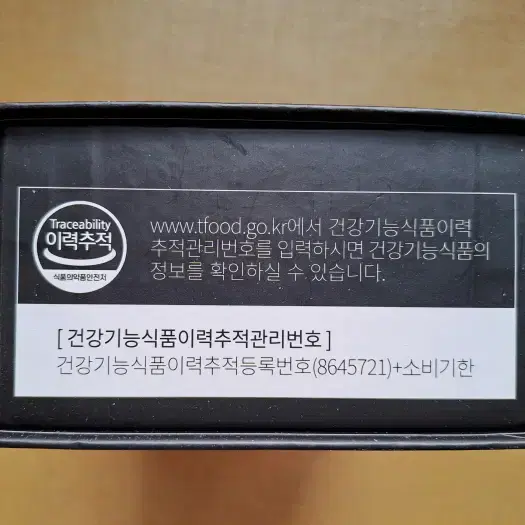 Traceability
이력추적
식품의약품안전처
www.tfood.go.kr에서 건강기능식품이력
추적관리번호를 입력하시면 건강기능식품의
정보를 확인하실 수 있습니다.
[ 건강기능식품이력추적관리번호 ]
건강기능식품이력추적등록번호(8645721)+소비기한